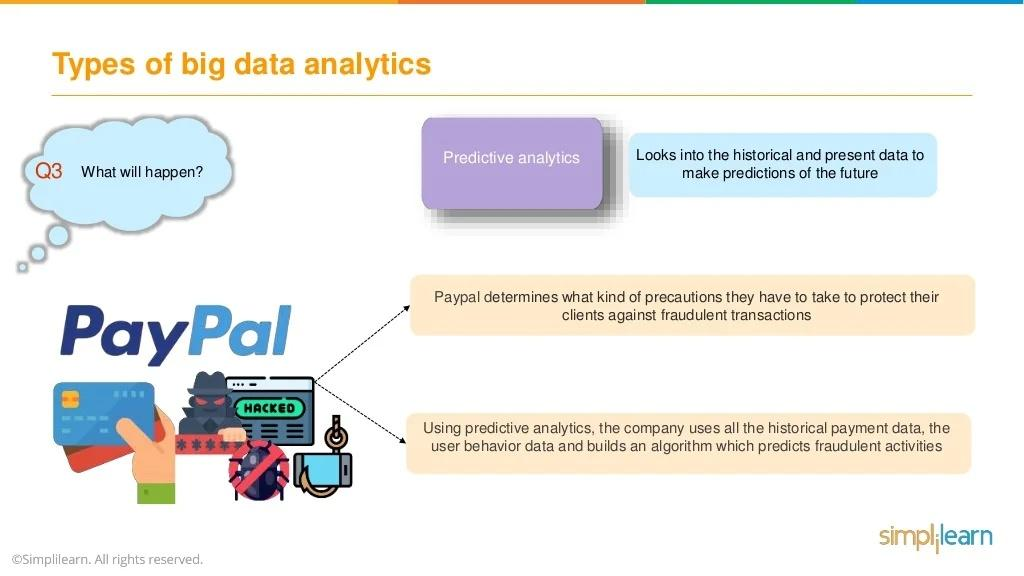 Types of big data analytics
Q3 What will happen?
Predictive analytics
Looks into the historical and present data to
make predictions of the future
PayPal
HACKED
****
Paypal determines what kind of precautions they have to take to protect their
clients against fraudulent transactions
Using predictive analytics, the company uses all the historical payment data, the
user behavior data and builds an algorithm which predicts fraudulent activities
©Simplilearn. All rights reserved.
simplilearn